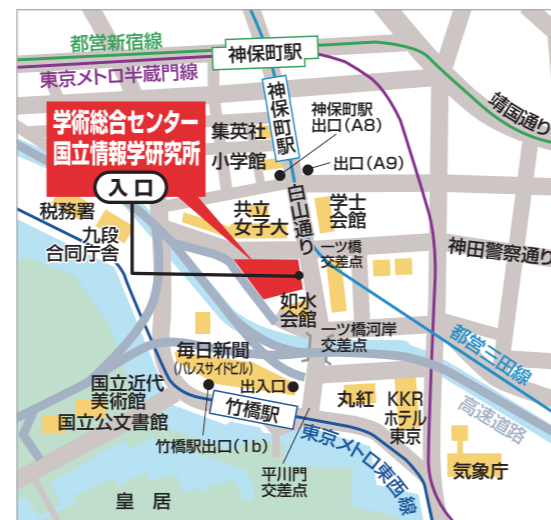 都営新宿線
東京メトロ半蔵門線
神保町駅
靖国通り
神保町駅
神保町駅
出口(A8)
出口(A9)
学術総合センター
国立情報学研究所
入口
集英社
小学館
白山通り
税務署
九段
合同庁舎
共立
女子大
学士
会館
一ツ橋
交差点
神田警察通り
如水
会館
一ツ橋河岸
交差点
都営三田線
高速道路
毎日新聞
(パレスサイドビル)
出入口
国立近代
美術館
国立公文書館
竹橋駅
竹橋駅出口(1b)
丸紅
KKR
ホテル
東京
東京メトロ東西線
平川門
交差点
気象庁
皇居